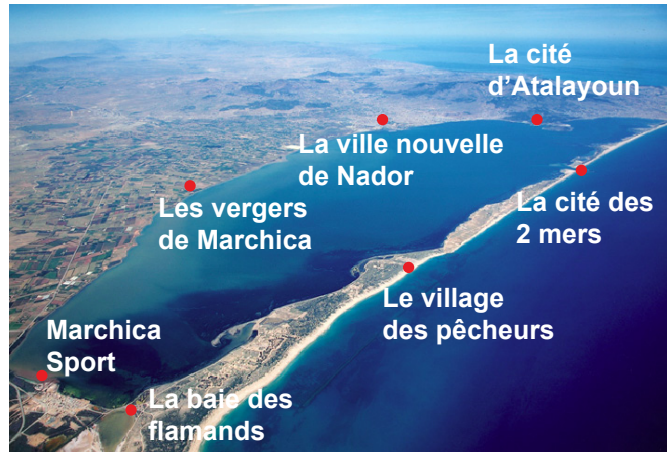 La cité
d'Atalayoun
La ville nouvelle
de Nador
Les vergers
de Marchica
La cité des
2 mers
Le village
des pêcheurs
Marchica
Sport
La baie des
flamands